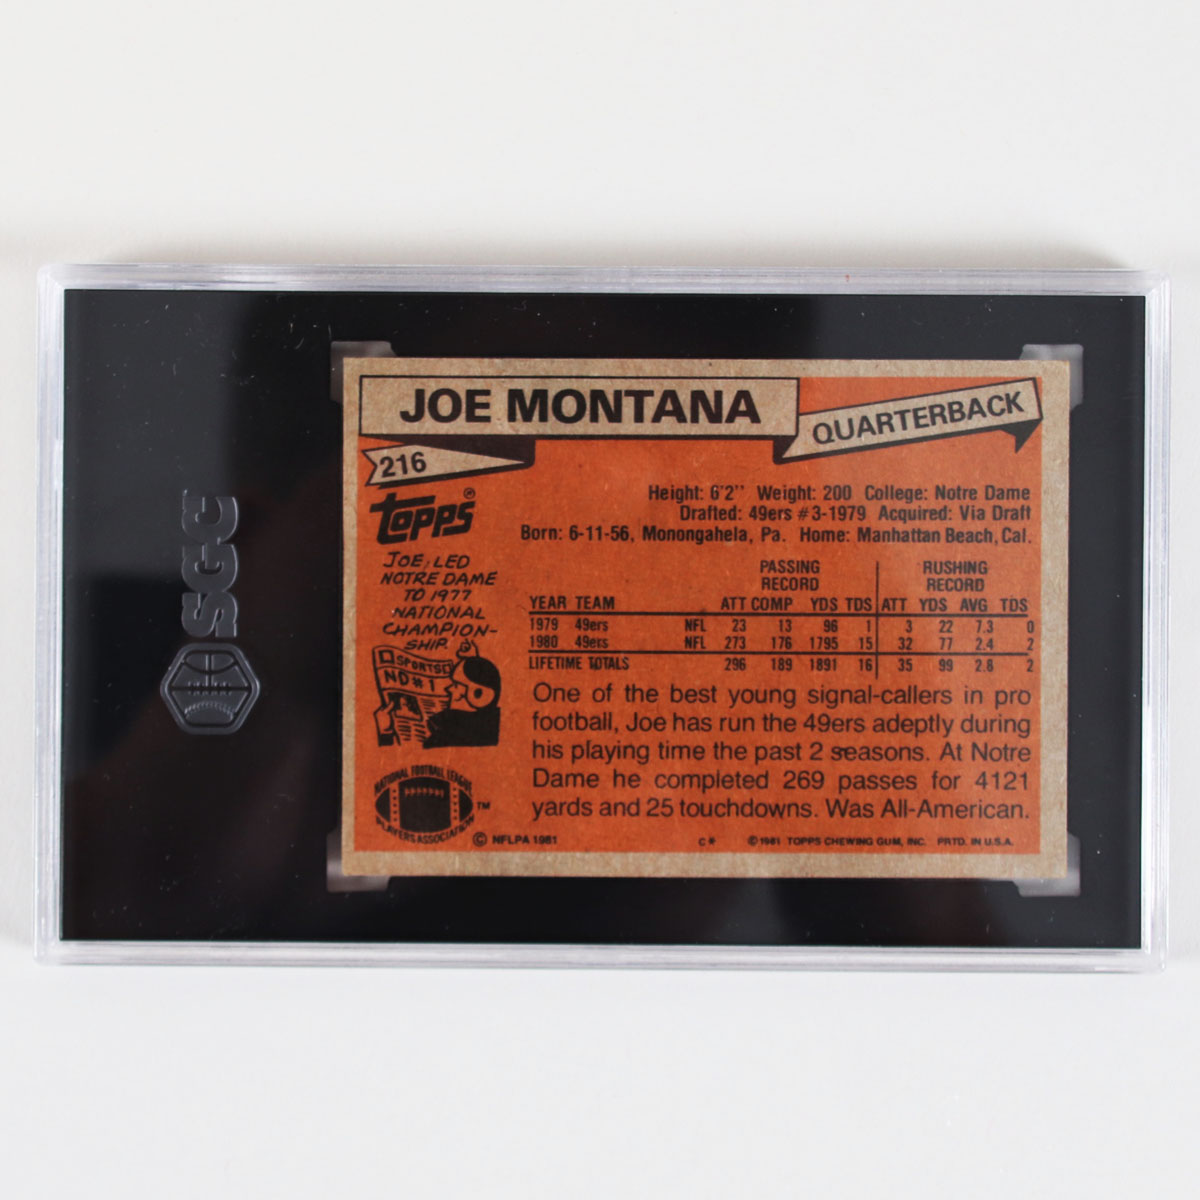 SGC
JOE MONTANA
QUARTERBACK
216
Topps®
JOE LED
NOTRE DAME
TO 1977
NATIONAL
CHAMPION-
SHIP.
SPORTS
NO#1
Height: 6'2'' Weight: 200 College: Notre Dame
Drafted: 49ers #3-1979 Acquired: Via Draft
Born: 6-11-56, Monongahela, Pa. Home: Manhattan Beach, Cal.
PASSING RECORD RUSHING RECORD
YEAR TEAM ATT COMP YDS TDS ATT YDS AVG TDS
1979 49ers NFL 23 13 96 1 3 22 7.3 0
1980 49ers NFL 273 176 1795 15 32 77 2.4 2
LIFETIME TOTALS 296 189 1891 16 35 99 2.8 2
One of the best young signal-callers in pro
football, Joe has run the 49ers adeptly during
his playing time the past 2 seasons. At Notre
Dame he completed 269 passes for 4121
yards and 25 touchdowns. Was All-American.
NATIONAL FOOTBALL LEAGUE
PLAYERS ASSOCIATION
™
© NFLPA 1981
C* ©1981 TOPPS CHEWING GUM, INC. PRTD. IN U.S.A.